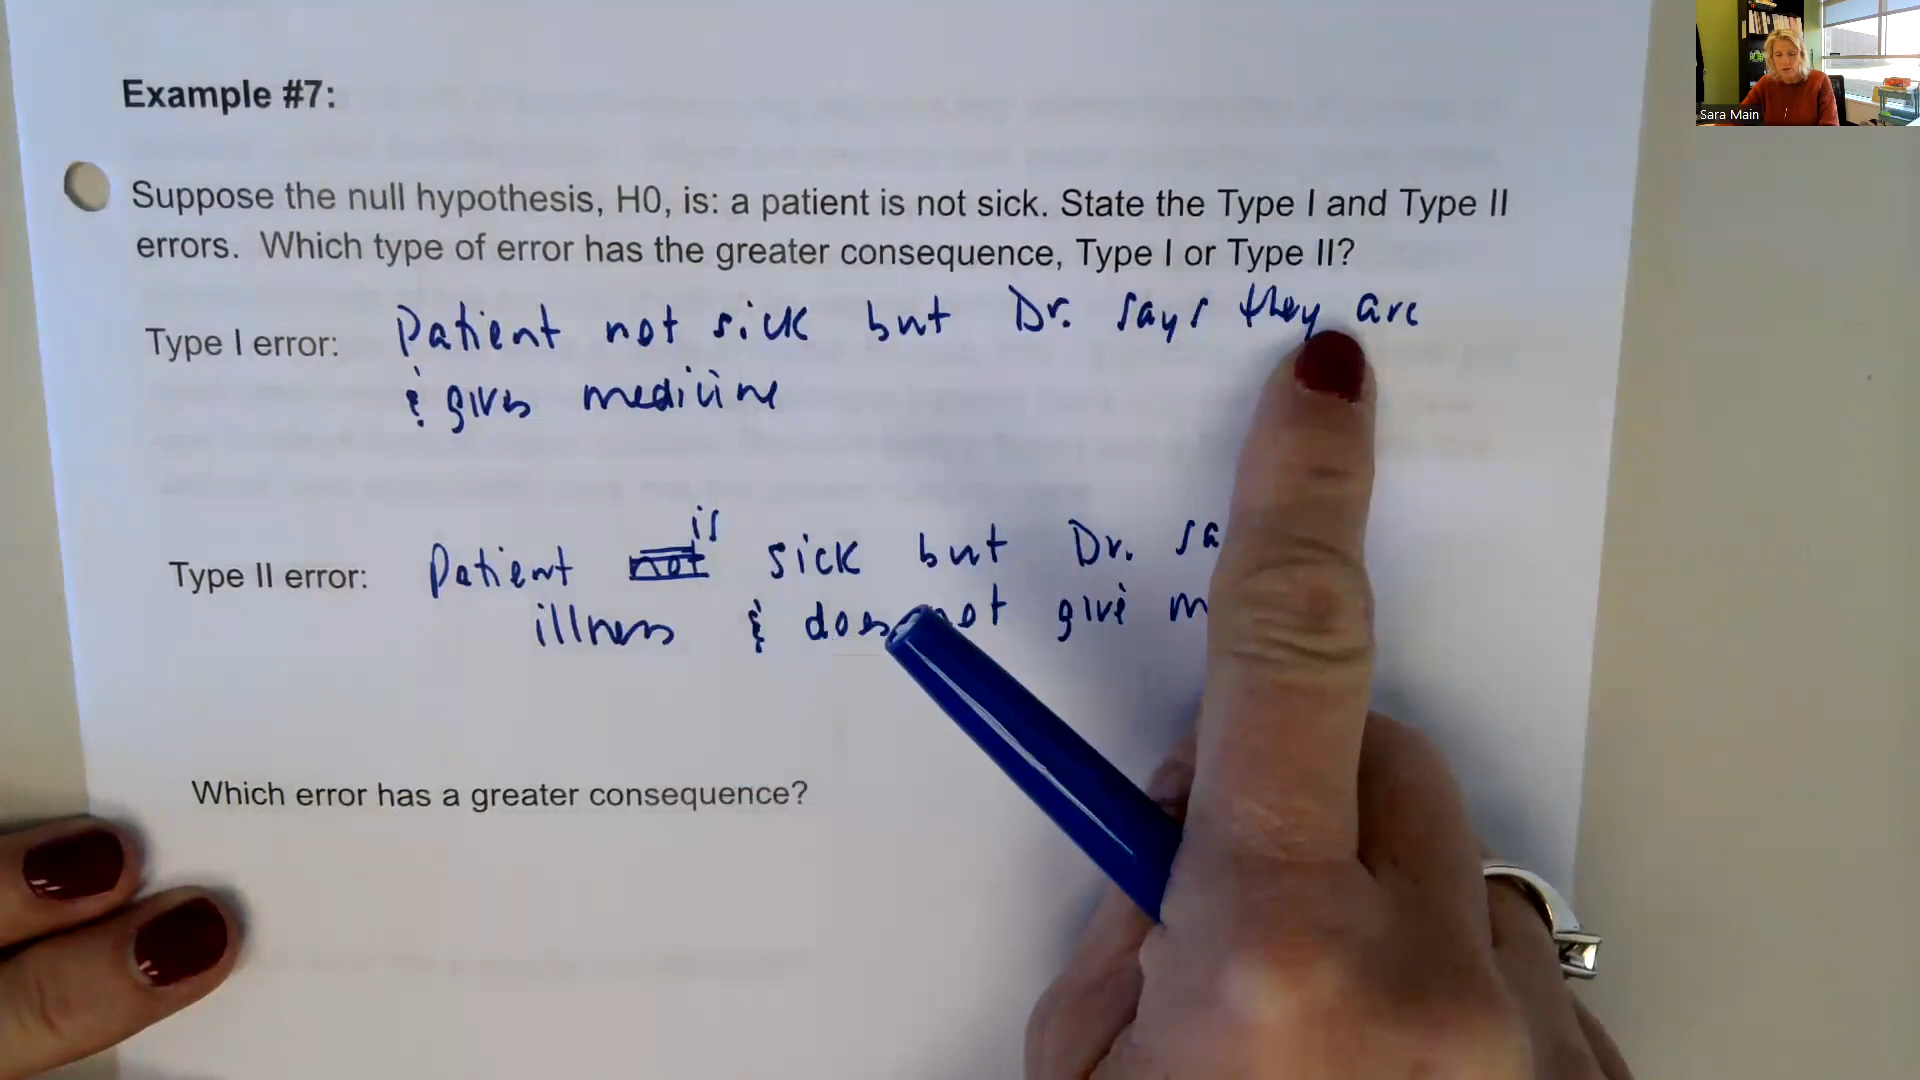 Example #7:
Suppose the null hypothesis, H0, is: a patient is not sick. State the Type I and Type II
errors. Which type of error has the greater consequence, Type I or Type II?
Type I error: Patient not sick but Dr. says they are
& gives medicine
Type II error: Patient not is sick but Dr. sa
illness & does not give m
Which error has a greater consequence?
Sara Main